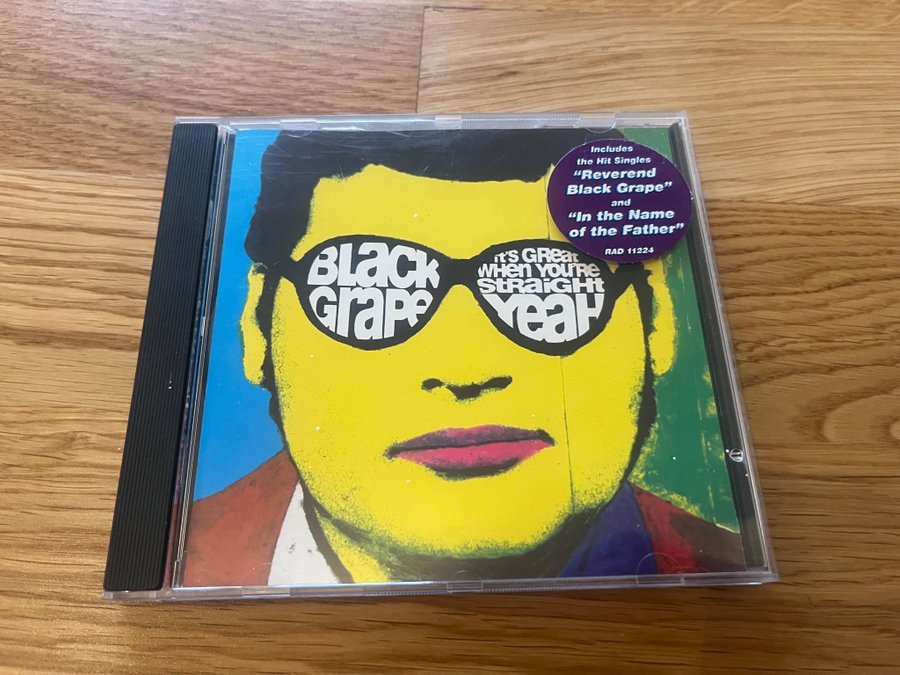 Includes
the Hit Singles
"Reverend
Black Grape"
and
"In the Name
of the Father"
RAD 11224
BLack
GrapE
It'S GReat
WHen YOU'RE
STRaiGHt
YeaH